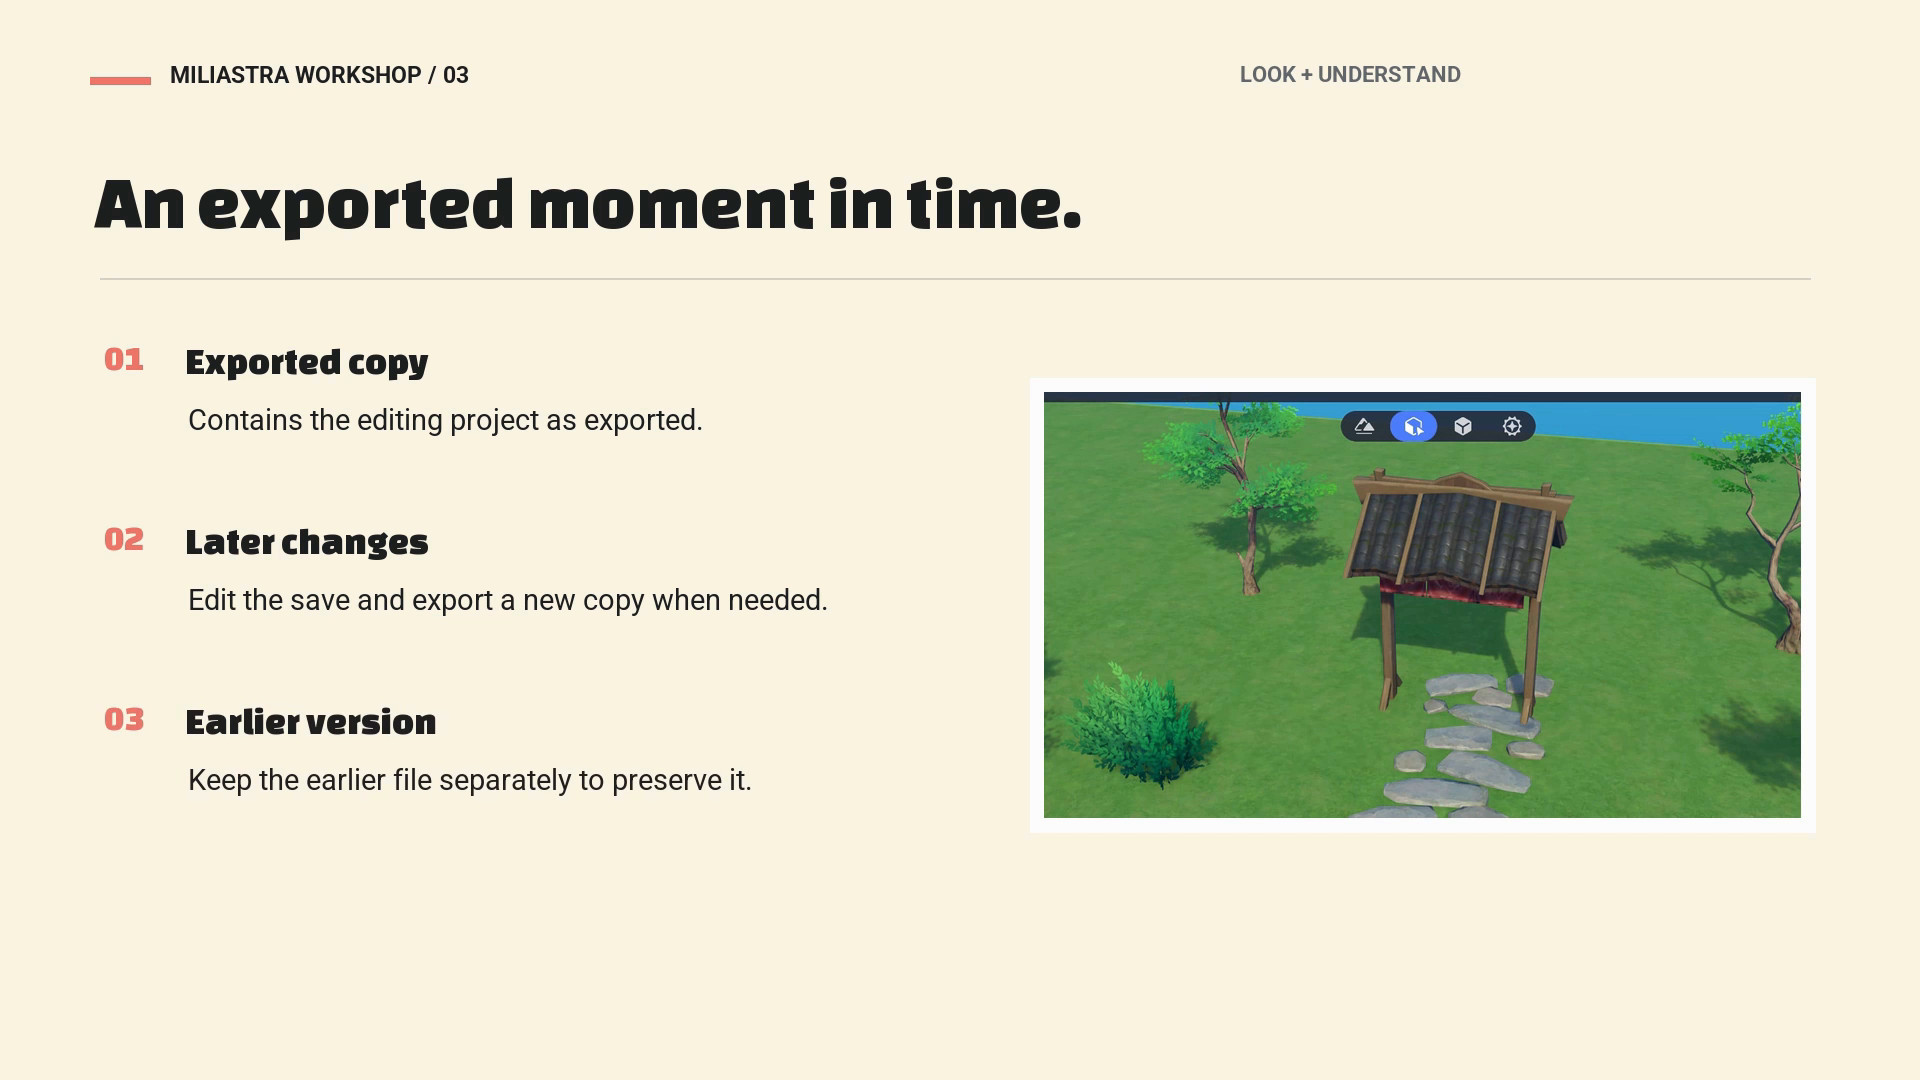 MILIASTRA WORKSHOP / 03
LOOK + UNDERSTAND
An exported moment in time.
01 Exported copy
Contains the editing project as exported.
02 Later changes
Edit the save and export a new copy when needed.
03 Earlier version
Keep the earlier file separately to preserve it.